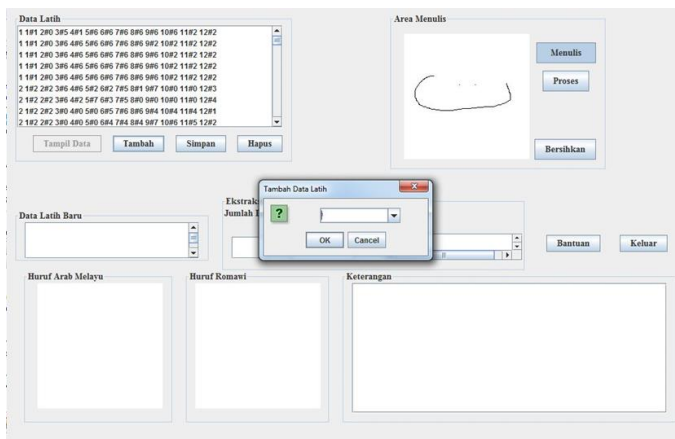 Data Latih
1 1#1 2#0 3#5 4#1 5#6 6#6 7#6 8#6 9#6 10#6 11#2 12#2
1 1#1 2#0 3#6 4#6 5#6 6#6 7#6 8#6 9#2 10#2 11#2 12#2
1 1#1 2#0 3#6 4#6 5#6 6#6 7#6 8#6 9#6 10#2 11#2 12#2
1 1#1 2#0 3#6 4#6 5#6 6#6 7#6 8#6 9#6 10#2 11#2 12#2
2 1#2 2#2 3#6 4#6 5#2 6#2 7#5 8#1 9#7 10#0 11#0 12#3
2 1#2 2#2 3#6 4#2 5#7 6#3 7#5 8#0 9#0 10#0 11#0 12#4
2 1#2 2#2 3#0 4#0 5#0 6#5 7#6 8#6 9#4 10#4 11#4 12#1
2 1#2 2#2 3#0 4#0 5#0 6#4 7#4 8#4 9#7 10#6 11#5 12#2
Tampil Data Tambah Simpan Hapus
Area Menulis
Menulis
Proses
Bersihkan
Tambah Data Latih
OK Cancel
Data Latih Baru
Bantuan Keluar
Huruf Arab Melayu
Huruf Romawi
Keterangan